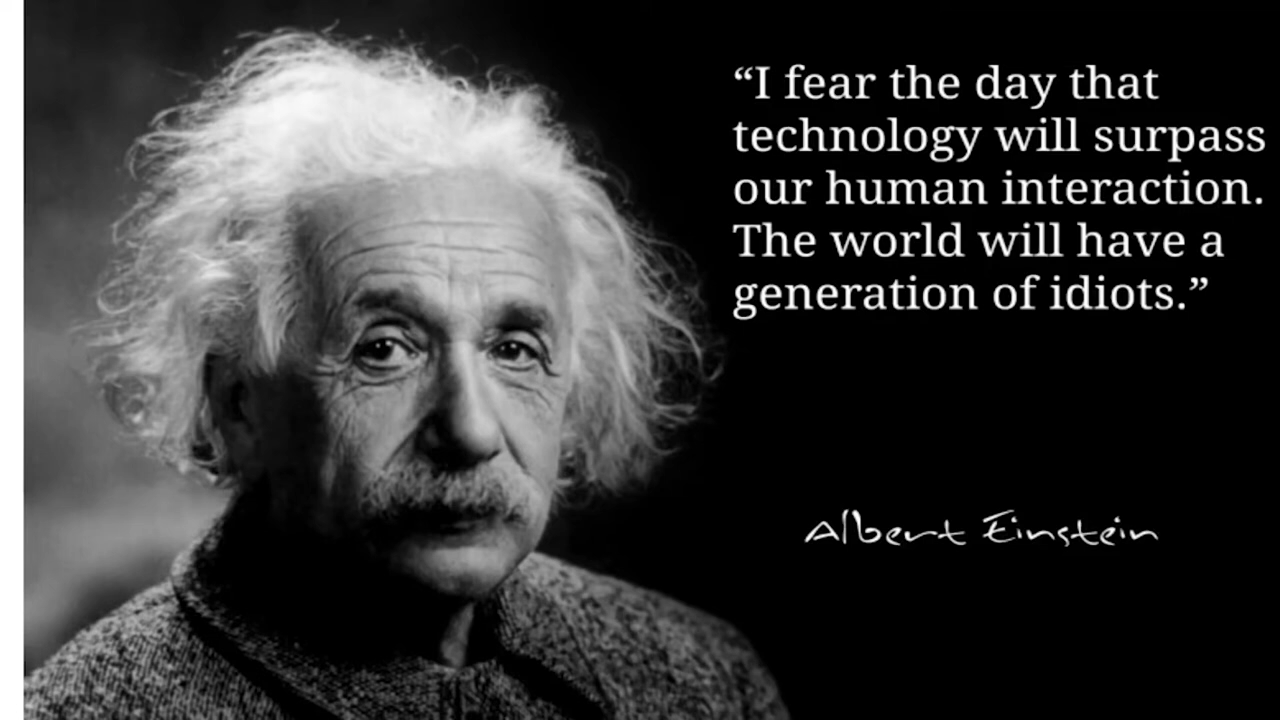 “I fear the day that
technology will surpass
our human interaction.
The world will have a
generation of idiots.”
Albert Einstein